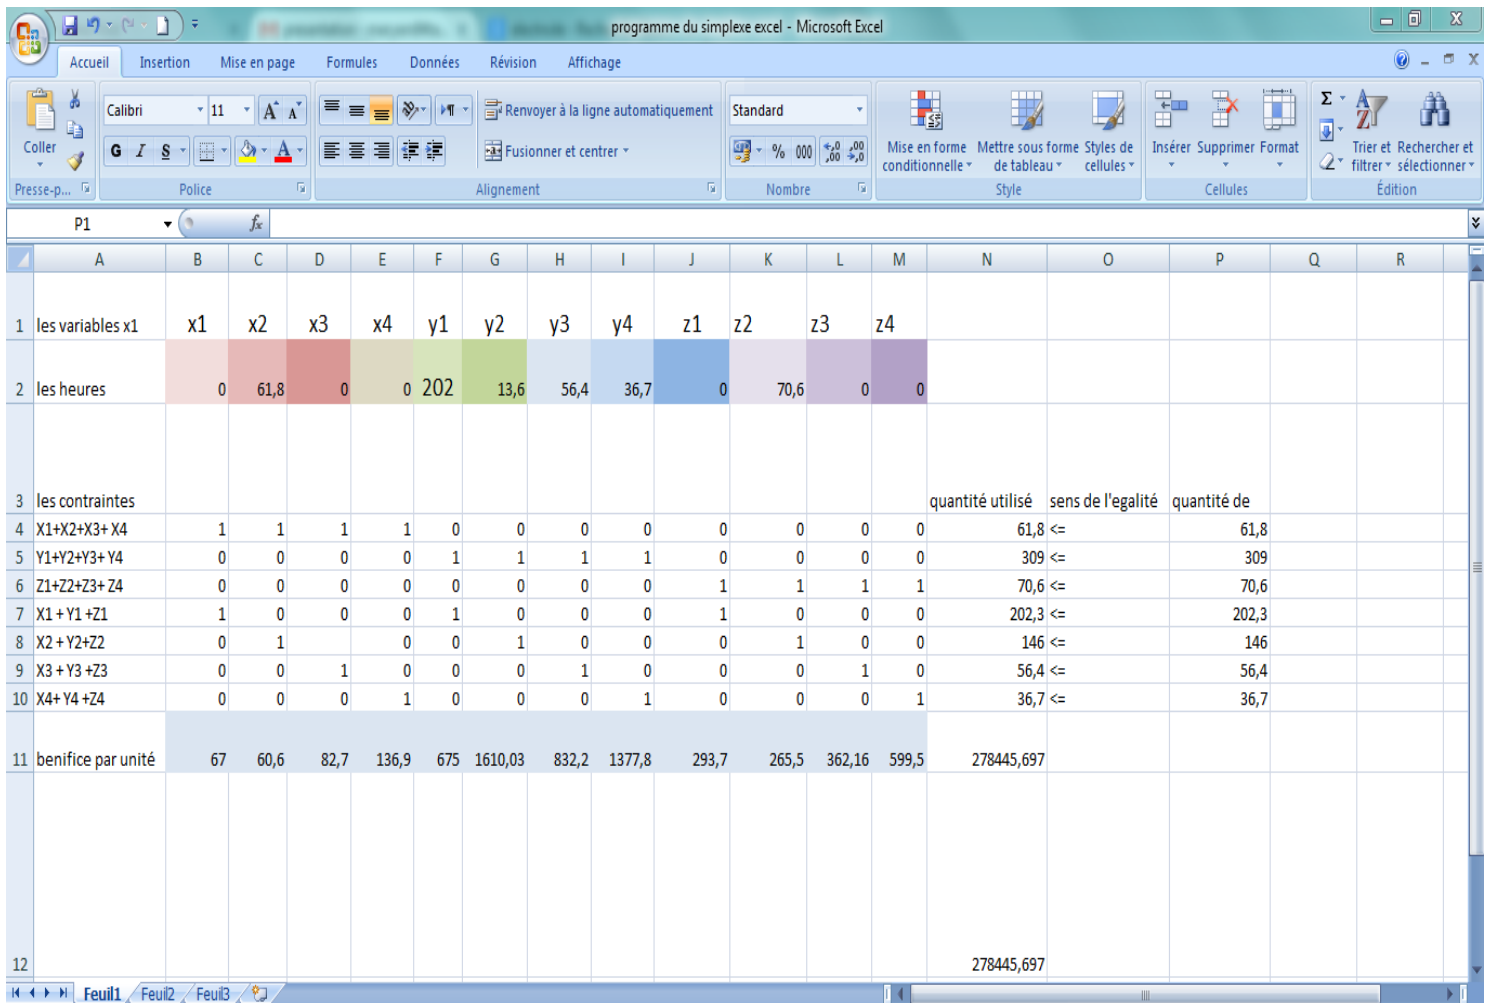 programme du simplexe excel - Microsoft Excel
Accueil Insertion Mise en page Formules Données Révision Affichage
Coller
Calibri 11
G I S
Renvoyer à la ligne automatiquement
Fusionner et centrer
Standard
% 000
Mise en forme conditionnelle
Mettre sous forme de tableau
Styles de cellules
Insérer Supprimer Format
Trier et filtrer
Rechercher et sélectionner
Presse-p... Police Alignement Nombre Style Cellules Édition
P1 fx
A B C D E F G H I J K L M N O P Q R
1 les variables x1 x1 x2 x3 x4 y1 y2 y3 y4 z1 z2 z3 z4
2 les heures 0 61,8 0 0 202 13,6 56,4 36,7 0 70,6 0 0
3 les contraintes quantité utilisé sens de l'egalité quantité de
4 X1+X2+X3+ X4 1 1 1 1 0 0 0 0 0 0 0 0 61,8 <= 61,8
5 Y1+Y2+Y3+ Y4 0 0 0 0 1 1 1 1 0 0 0 0 309 <= 309
6 Z1+Z2+Z3+ Z4 0 0 0 0 0 0 0 0 1 1 1 1 70,6 <= 70,6
7 X1 + Y1 +Z1 1 0 0 0 1 0 0 0 1 0 0 0 202,3 <= 202,3
8 X2 + Y2+Z2 0 1 0 0 1 0 0 0 1 0 0 146 <= 146
9 X3 + Y3 +Z3 0 0 1 0 0 0 1 0 0 0 1 0 56,4 <= 56,4
10 X4+ Y4 +Z4 0 0 0 1 0 0 0 1 0 0 0 1 36,7 <= 36,7
11 benifice par unité 67 60,6 82,7 136,9 675 1610,03 832,2 1377,8 293,7 265,5 362,16 599,5 278445,697
12 278445,697
Feuil1 Feuil2 Feuil3